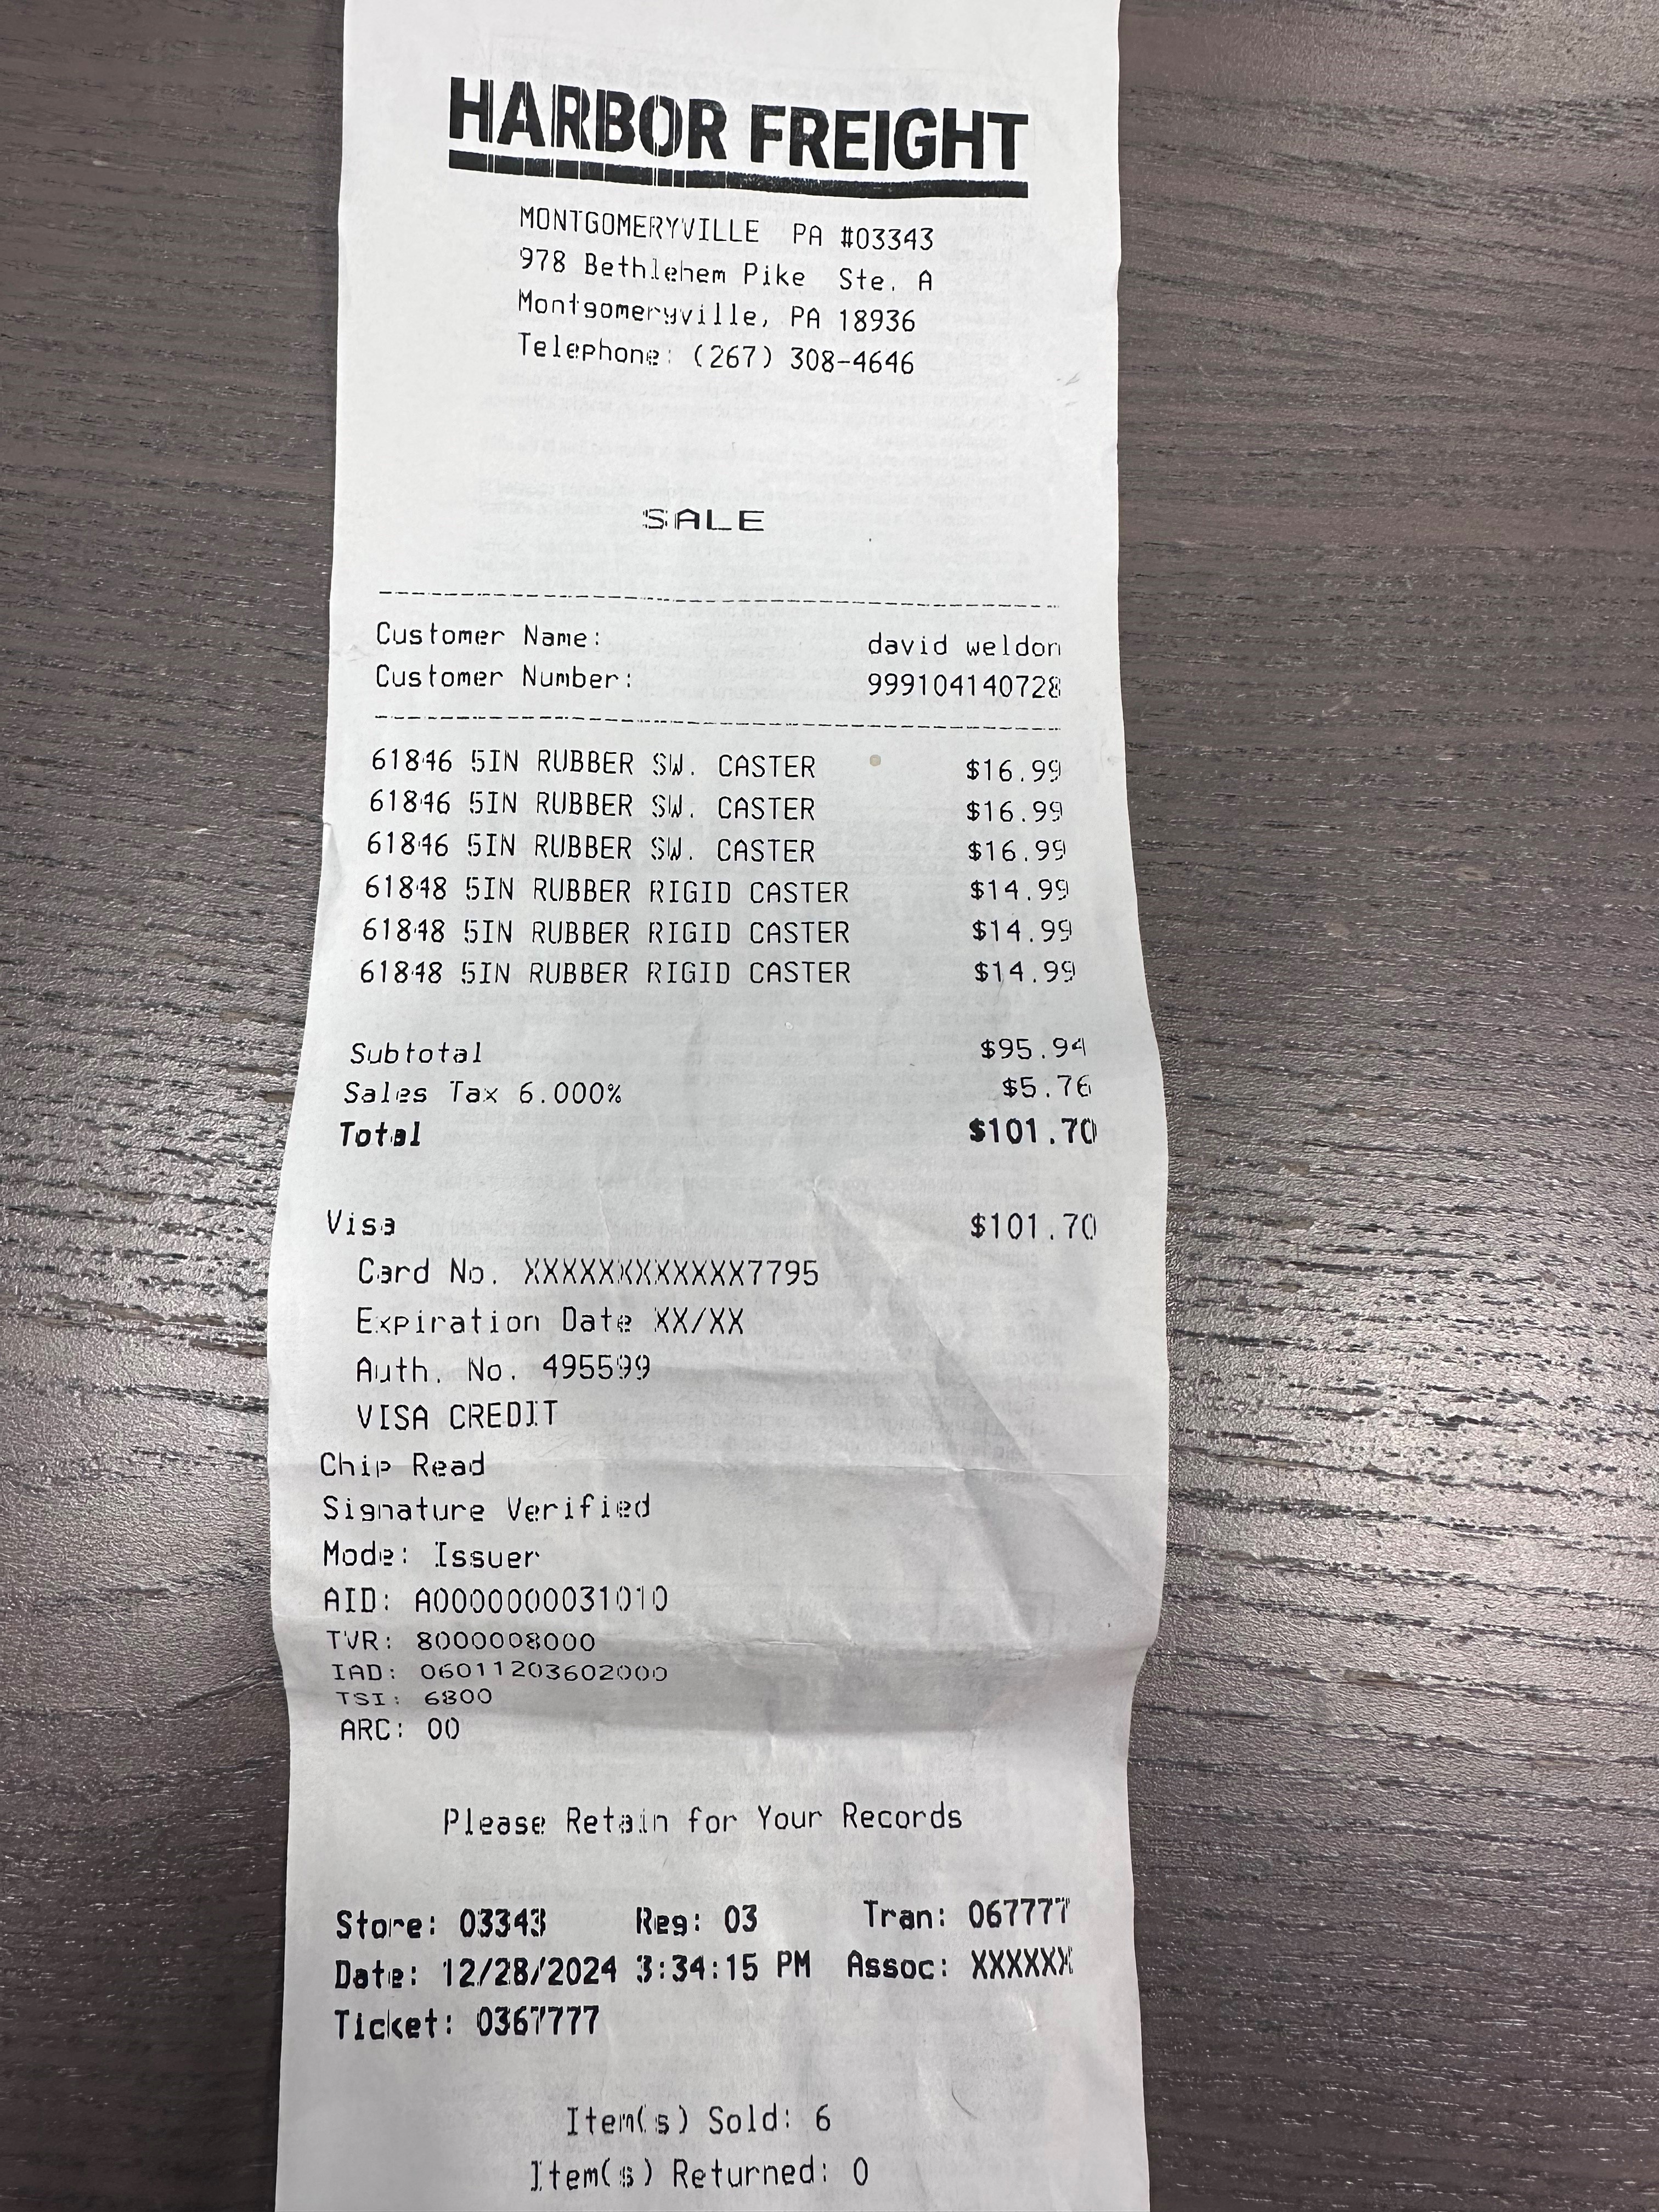 HARBOR FREIGHT
MONTGOMERYVILLE PA #03343
978 Bethlehem Pike Ste. A
Montgomeryville, PA 18936
Telephone: (267) 308-4646
SALE
Customer Name: david weldon
Customer Number: 999104140728
61846 5IN RUBBER SW. CASTER $16.99
61846 5IN RUBBER SW. CASTER $16.99
61846 5IN RUBBER SW. CASTER $16.99
61848 5IN RUBBER RIGID CASTER $14.99
61848 5IN RUBBER RIGID CASTER $14.99
61848 5IN RUBBER RIGID CASTER $14.99
Subtotal $95.94
Sales Tax 6.000% $5.76
Total $101.70
Visa $101.70
Card No. XXXXXXXXXXXX7795
Expiration Date XX/XX
Auth. No. 495599
VISA CREDIT
Chip Read
Signature Verified
Mode: Issuer
AID: A0000000031010
TVR: 8000008000
IAD: 06011203602000
TSI: 6800
ARC: 00
Please Retain for Your Records
Store: 03343 Reg: 03 Tran: 067777
Date: 12/28/2024 3:34:15 PM Assoc: XXXXXX
Ticket: 0367777
Item(s) Sold: 6
Item(s) Returned: 0